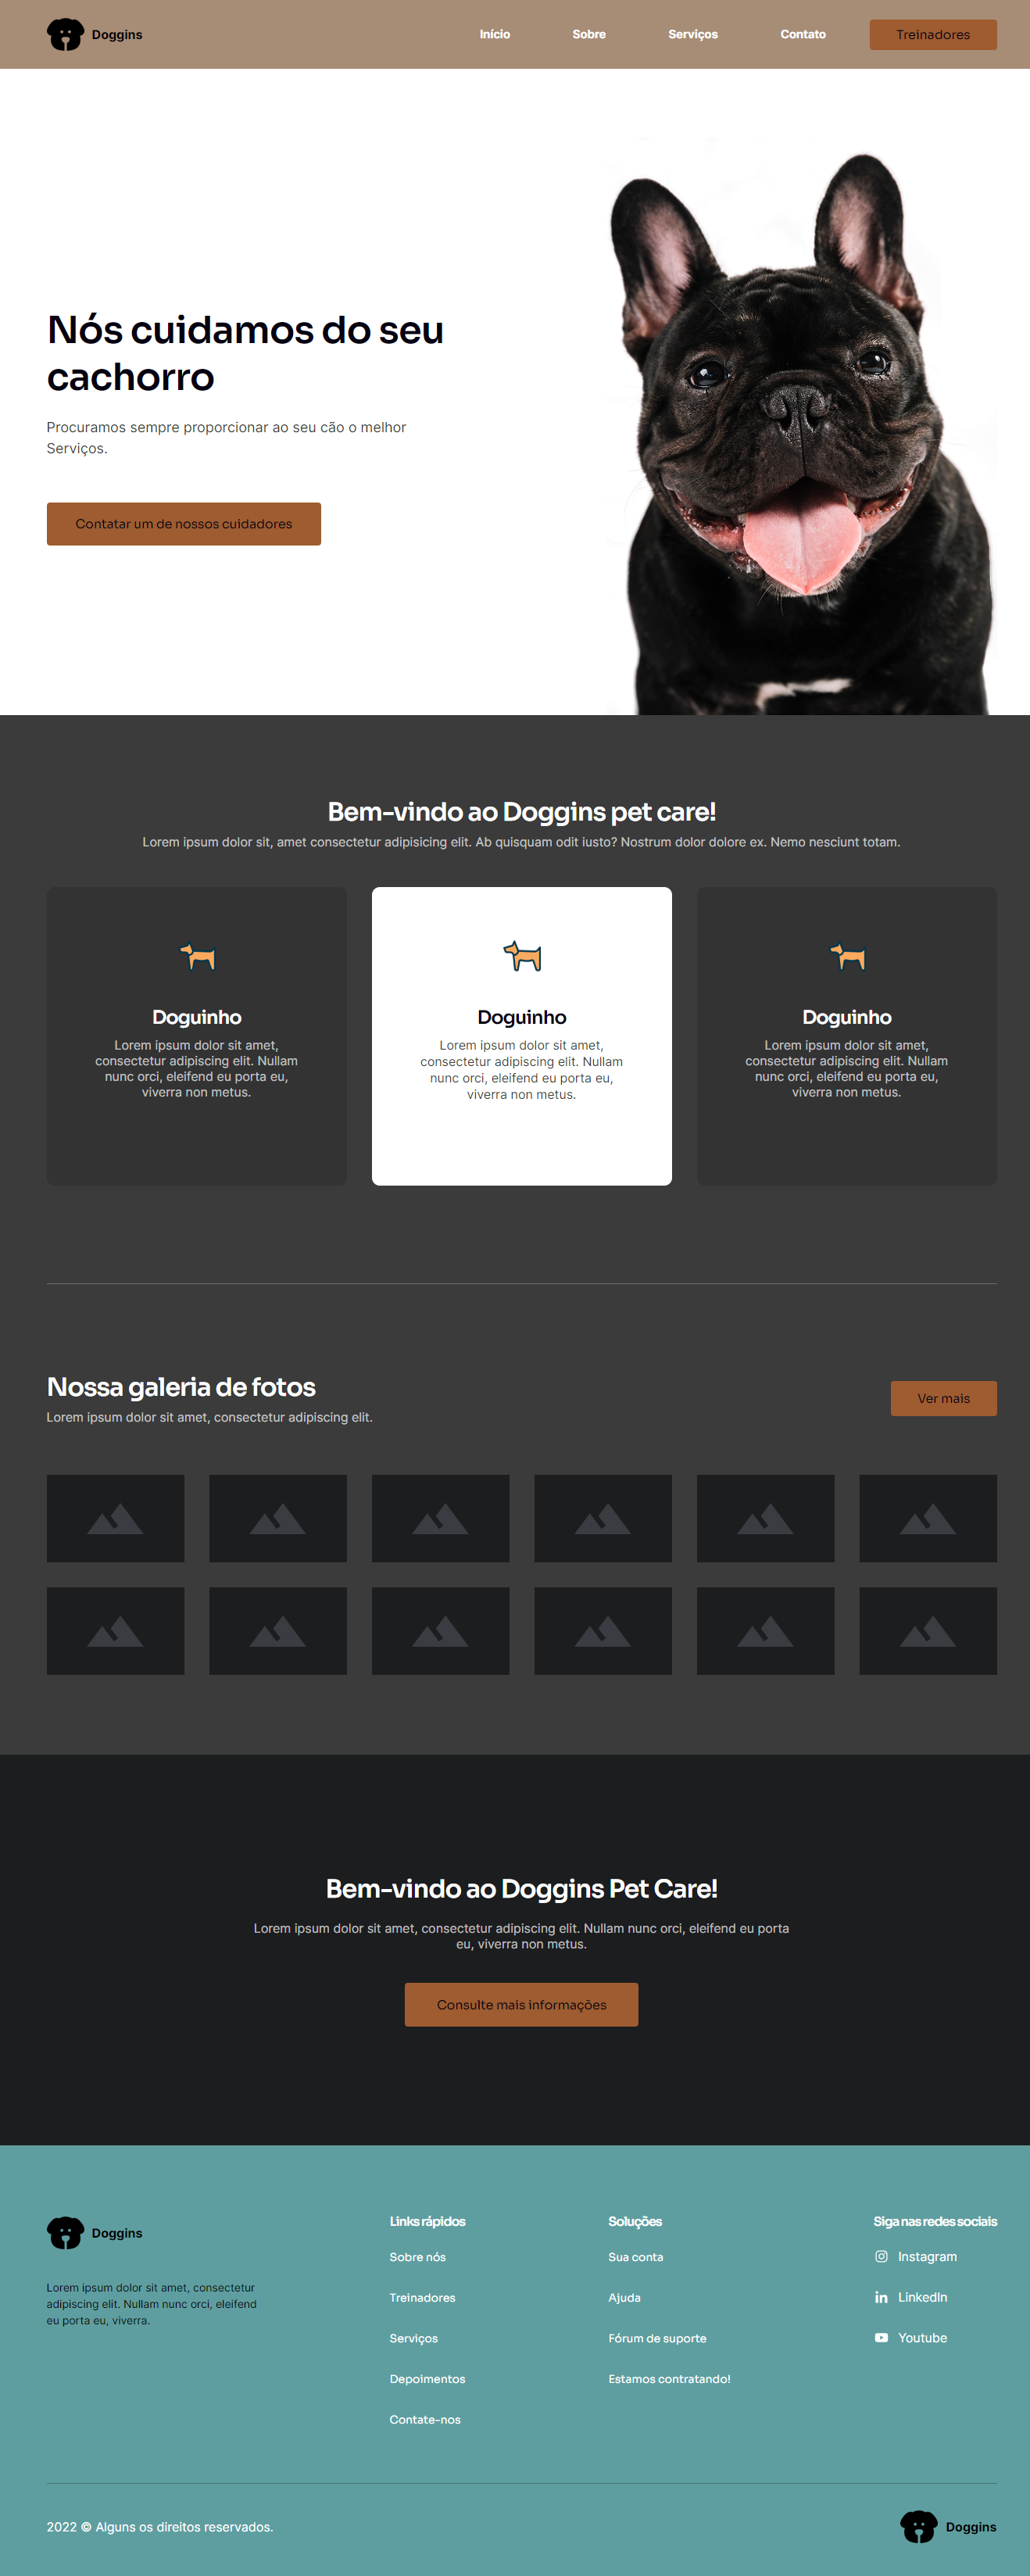 Doggins
Início
Sobre
Serviços
Contato
Treinadores
Nós cuidamos do seu
cachorro
Procuramos sempre proporcionar ao seu cão o melhor
Serviços.
Contatar um de nossos cuidadores
Bem-vindo ao Doggins pet care!
Lorem ipsum dolor sit, amet consectetur adipisicing elit. Ab quisquam odit iusto? Nostrum dolor dolore ex. Nemo nesciunt totam.
Doguinho
Lorem ipsum dolor sit amet,
consectetur adipiscing elit. Nullam
nunc orci, eleifend eu porta eu,
viverra non metus.
Doguinho
Lorem ipsum dolor sit amet,
consectetur adipiscing elit. Nullam
nunc orci, eleifend eu porta eu,
viverra non metus.
Doguinho
Lorem ipsum dolor sit amet,
consectetur adipiscing elit. Nullam
nunc orci, eleifend eu porta eu,
viverra non metus.
Nossa galeria de fotos
Lorem ipsum dolor sit amet, consectetur adipiscing elit.
Ver mais
Bem-vindo ao Doggins Pet Care!
Lorem ipsum dolor sit amet, consectetur adipiscing elit. Nullam nunc orci, eleifend eu porta
eu, viverra non metus.
Consulte mais informações
Doggins
Lorem ipsum dolor sit amet, consectetur
adipiscing elit. Nullam nunc orci, eleifend
eu porta eu, viverra.
Links rápidos
Sobre nós
Treinadores
Serviços
Depoimentos
Contate-nos
Soluções
Sua conta
Ajuda
Fórum de suporte
Estamos contratando!
Siga nas redes sociais
Instagram
LinkedIn
Youtube
2022 © Alguns os direitos reservados.
Doggins